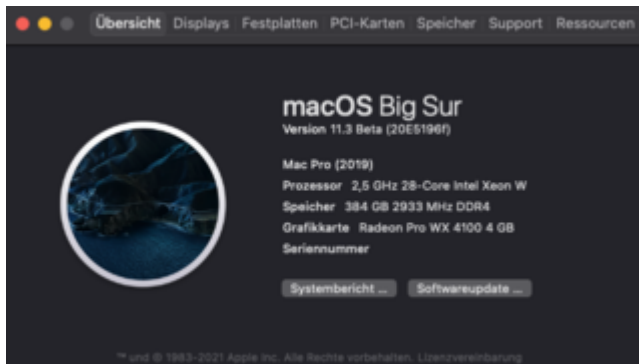 Übersicht Displays Festplatten PCI-Karten Speicher Support Ressourcen
macOS Big Sur
Version 11.3 Beta (20E5196f)
Mac Pro (2019)
Prozessor 2,5 GHz 28-Core Intel Xeon W
Speicher 384 GB 2933 MHz DDR4
Grafikkarte Radeon Pro WX 4100 4 GB
Seriennummer
Systembericht ... Softwareupdate ...
™ und © 1983-2021 Apple Inc. Alle Rechte vorbehalten. Lizenzvereinbarung